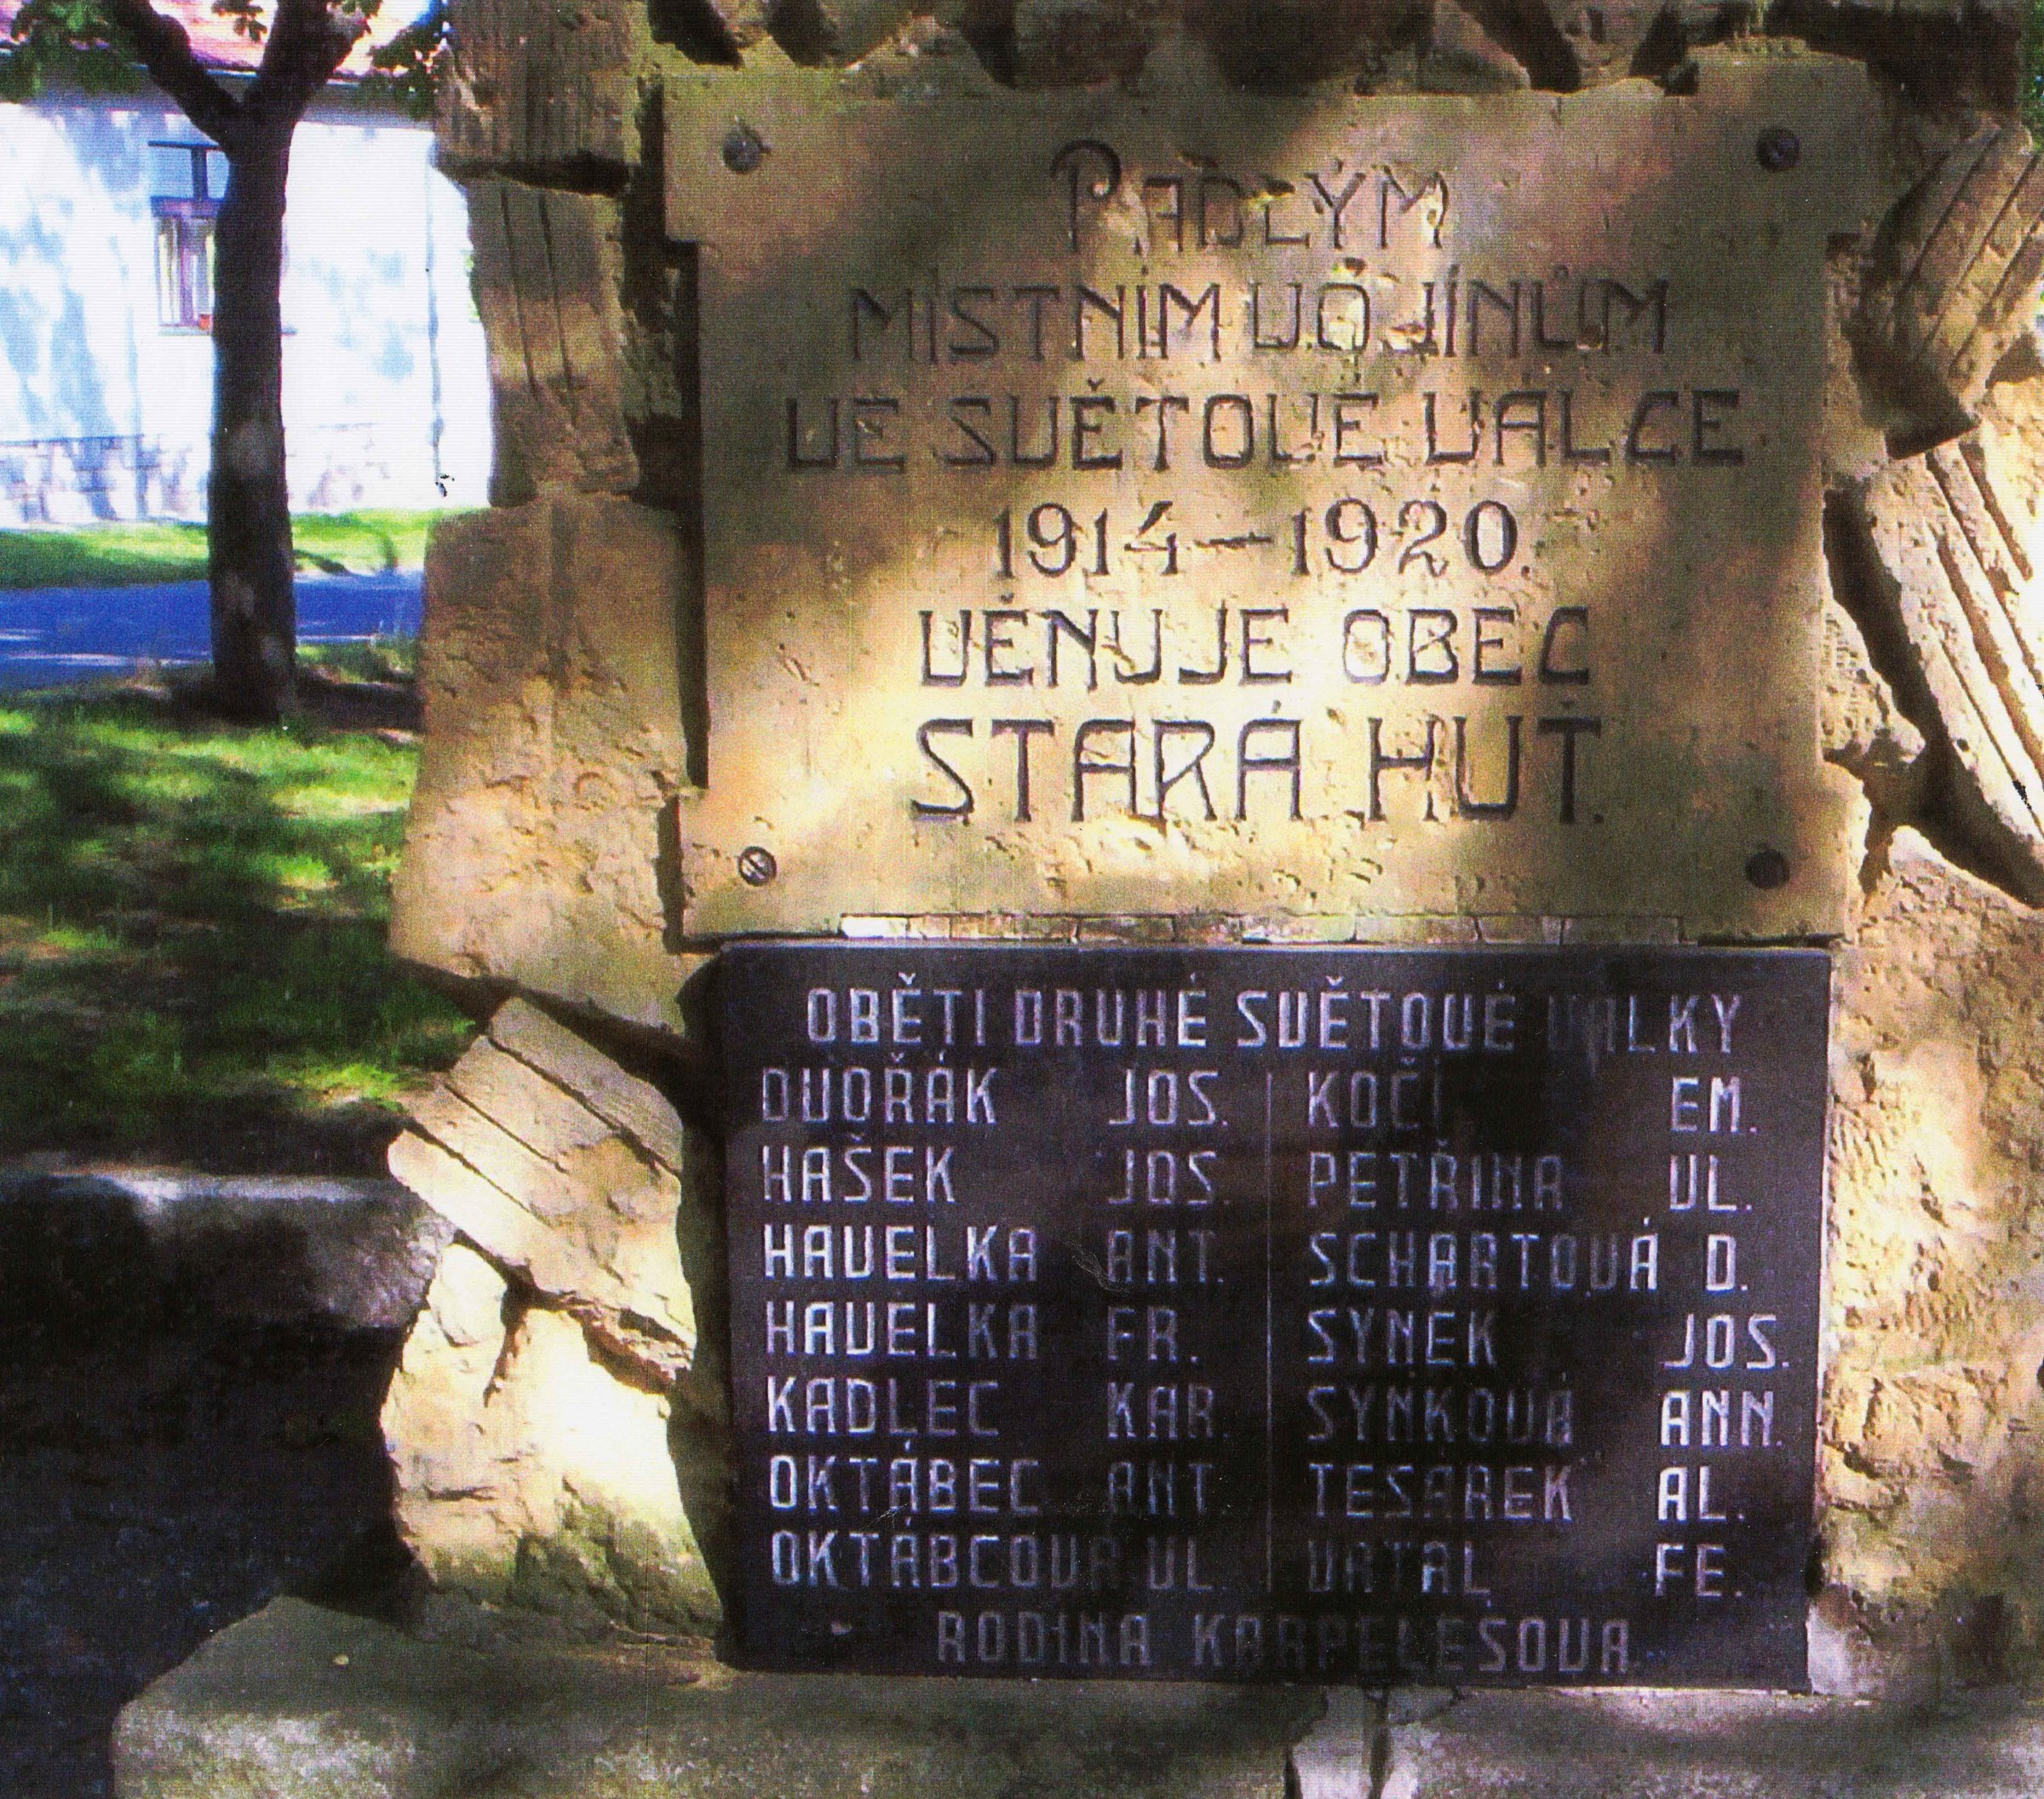 PADLÝM
MÍSTNÍM VOJÍNŮM
VE SVĚTOVÉ VÁLCE
1914 — 1920.
VĚNUJE OBEC
STARÁ HUŤ.
OBĚTI DRUHÉ SVĚTOVÉ VÁLKY
DVOŘÁK JOS. KOČÍ EM.
HAŠEK JOS. PETŘINA VL.
HAVELKA ANT. SCHARTOVÁ D.
HAVELKA FR. SYNEK JOS.
KADLEC KAR. SYNKOVÁ ANN.
OKTÁBEC ANT. TESAREK AL.
OKTÁBCOVÁ VL. VRTAL FE.
RODINA KARPELESOVA